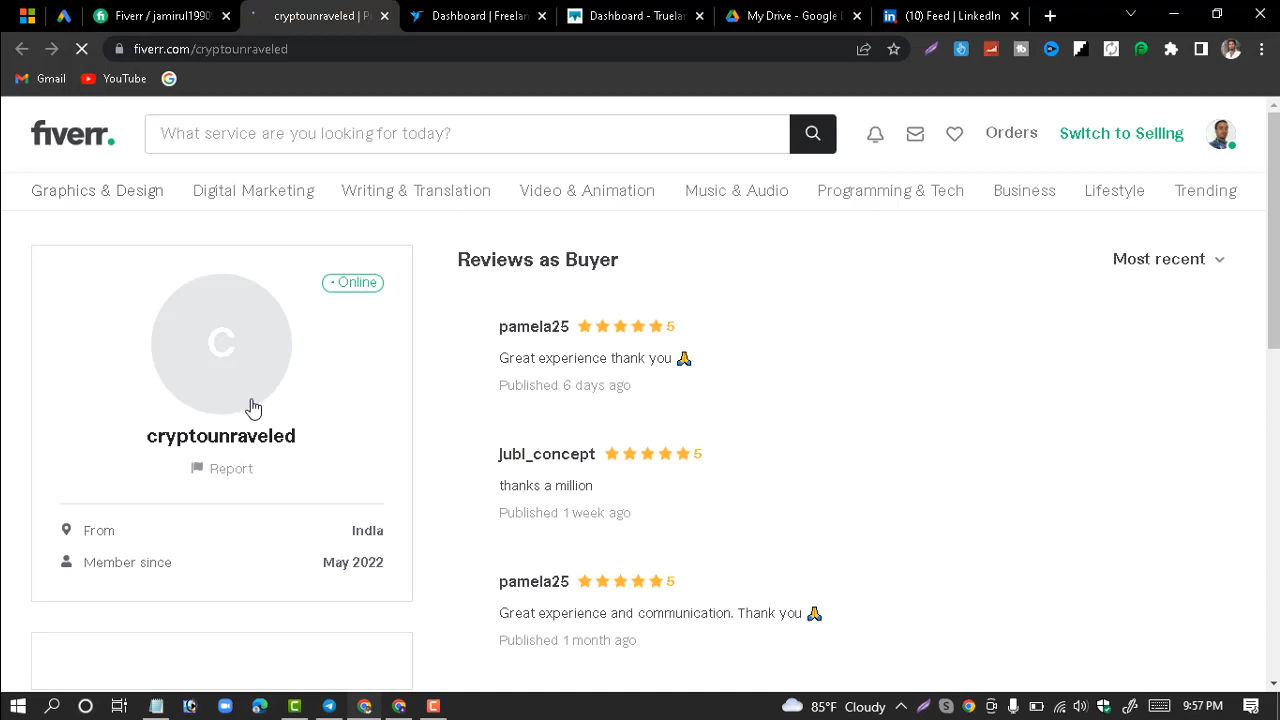 Fiverr / jamirul1990
cryptounraveled | P
Dashboard | Freelan
Dashboard - Truelan
My Drive - Google D
(10) Feed | LinkedIn
fiverr.com/cryptounraveled
Gmail
YouTube
fiverr.
What service are you looking for today?
Orders
Switch to Selling
Graphics & Design
Digital Marketing
Writing & Translation
Video & Animation
Music & Audio
Programming & Tech
Business
Lifestyle
Trending
Online
C
cryptounraveled
Report
From
India
Member since
May 2022
Reviews as Buyer
Most recent
pamela25
5
Great experience thank you 🙏
Published 6 days ago
jubl_concept
5
thanks a million
Published 1 week ago
pamela25
5
Great experience and communication. Thank you 🙏
Published 1 month ago
85°F Cloudy
9:57 PM